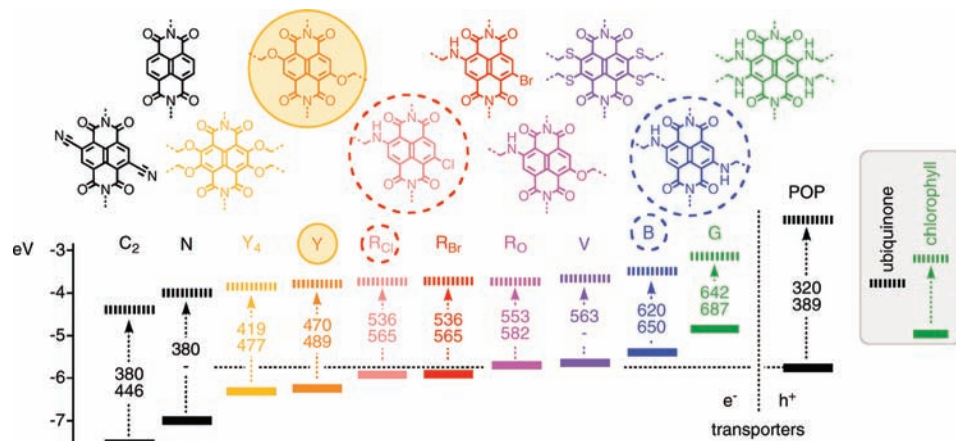 O N O
O N O
O N O
O
O
O N O
O N O
H
N
Br
O N O
O N O
S S
S S
O N O
O N O
H H
N N
N N
H H
O N O
O N O
N
N
O N O
O N O
O O
O O
O N O
O N O
H
N
Cl
O N O
O N O
H
N
O
O N O
O N O
H
N
N
H
O N O
POP
ubiquinone
chlorophyll
eV
-3
-4
-5
-6
-7
C2
N
Y4
Y
RCl
RBr
RO
V
B
G
380
446
380
-
419
477
470
489
536
565
536
565
553
582
563
-
620
650
642
687
320
389
e- h+
transporters